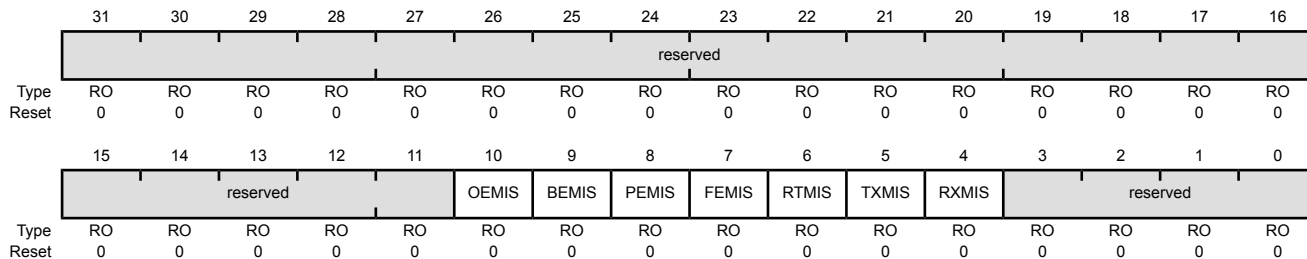 31 30 29 28 27 26 25 24 23 22 21 20 19 18 17 16
reserved
Type RO RO RO RO RO RO RO RO RO RO RO RO RO RO RO RO
Reset 0 0 0 0 0 0 0 0 0 0 0 0 0 0 0 0
15 14 13 12 11 10 9 8 7 6 5 4 3 2 1 0
reserved OEMIS BEMIS PEMIS FEMIS RTMIS TXMIS RXMIS reserved
Type RO RO RO RO RO RO RO RO RO RO RO RO RO RO RO RO
Reset 0 0 0 0 0 0 0 0 0 0 0 0 0 0 0 0